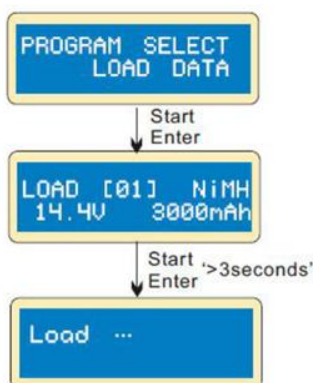 PROGRAM SELECT
LOAD DATA
Start
Enter
LOAD [01] NiMH
14.4V 3000mAh
Start
Enter '>3seconds'
Load ...